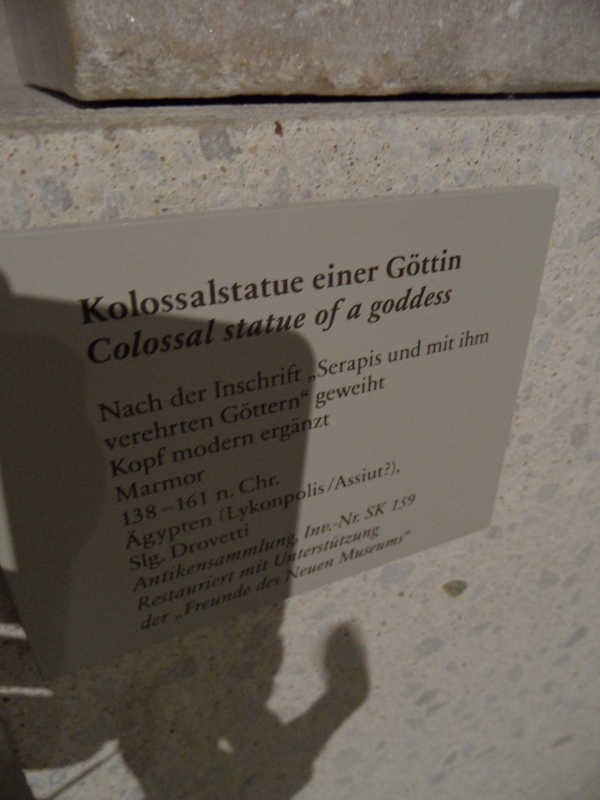 Kolossalstatue einer Göttin
Colossal statue of a goddess
Nach der Inschrift „Serapis und mit ihm
verehrten Göttern“ geweiht
Kopf modern ergänzt
Marmor
138–161 n. Chr.
Ägypten (Lykonpolis/Assiut?),
Slg. Drovetti
Antikensammlung, Inv.-Nr. SK 159
Restauriert mit Unterstützung
der „Freunde des Neuen Museums“